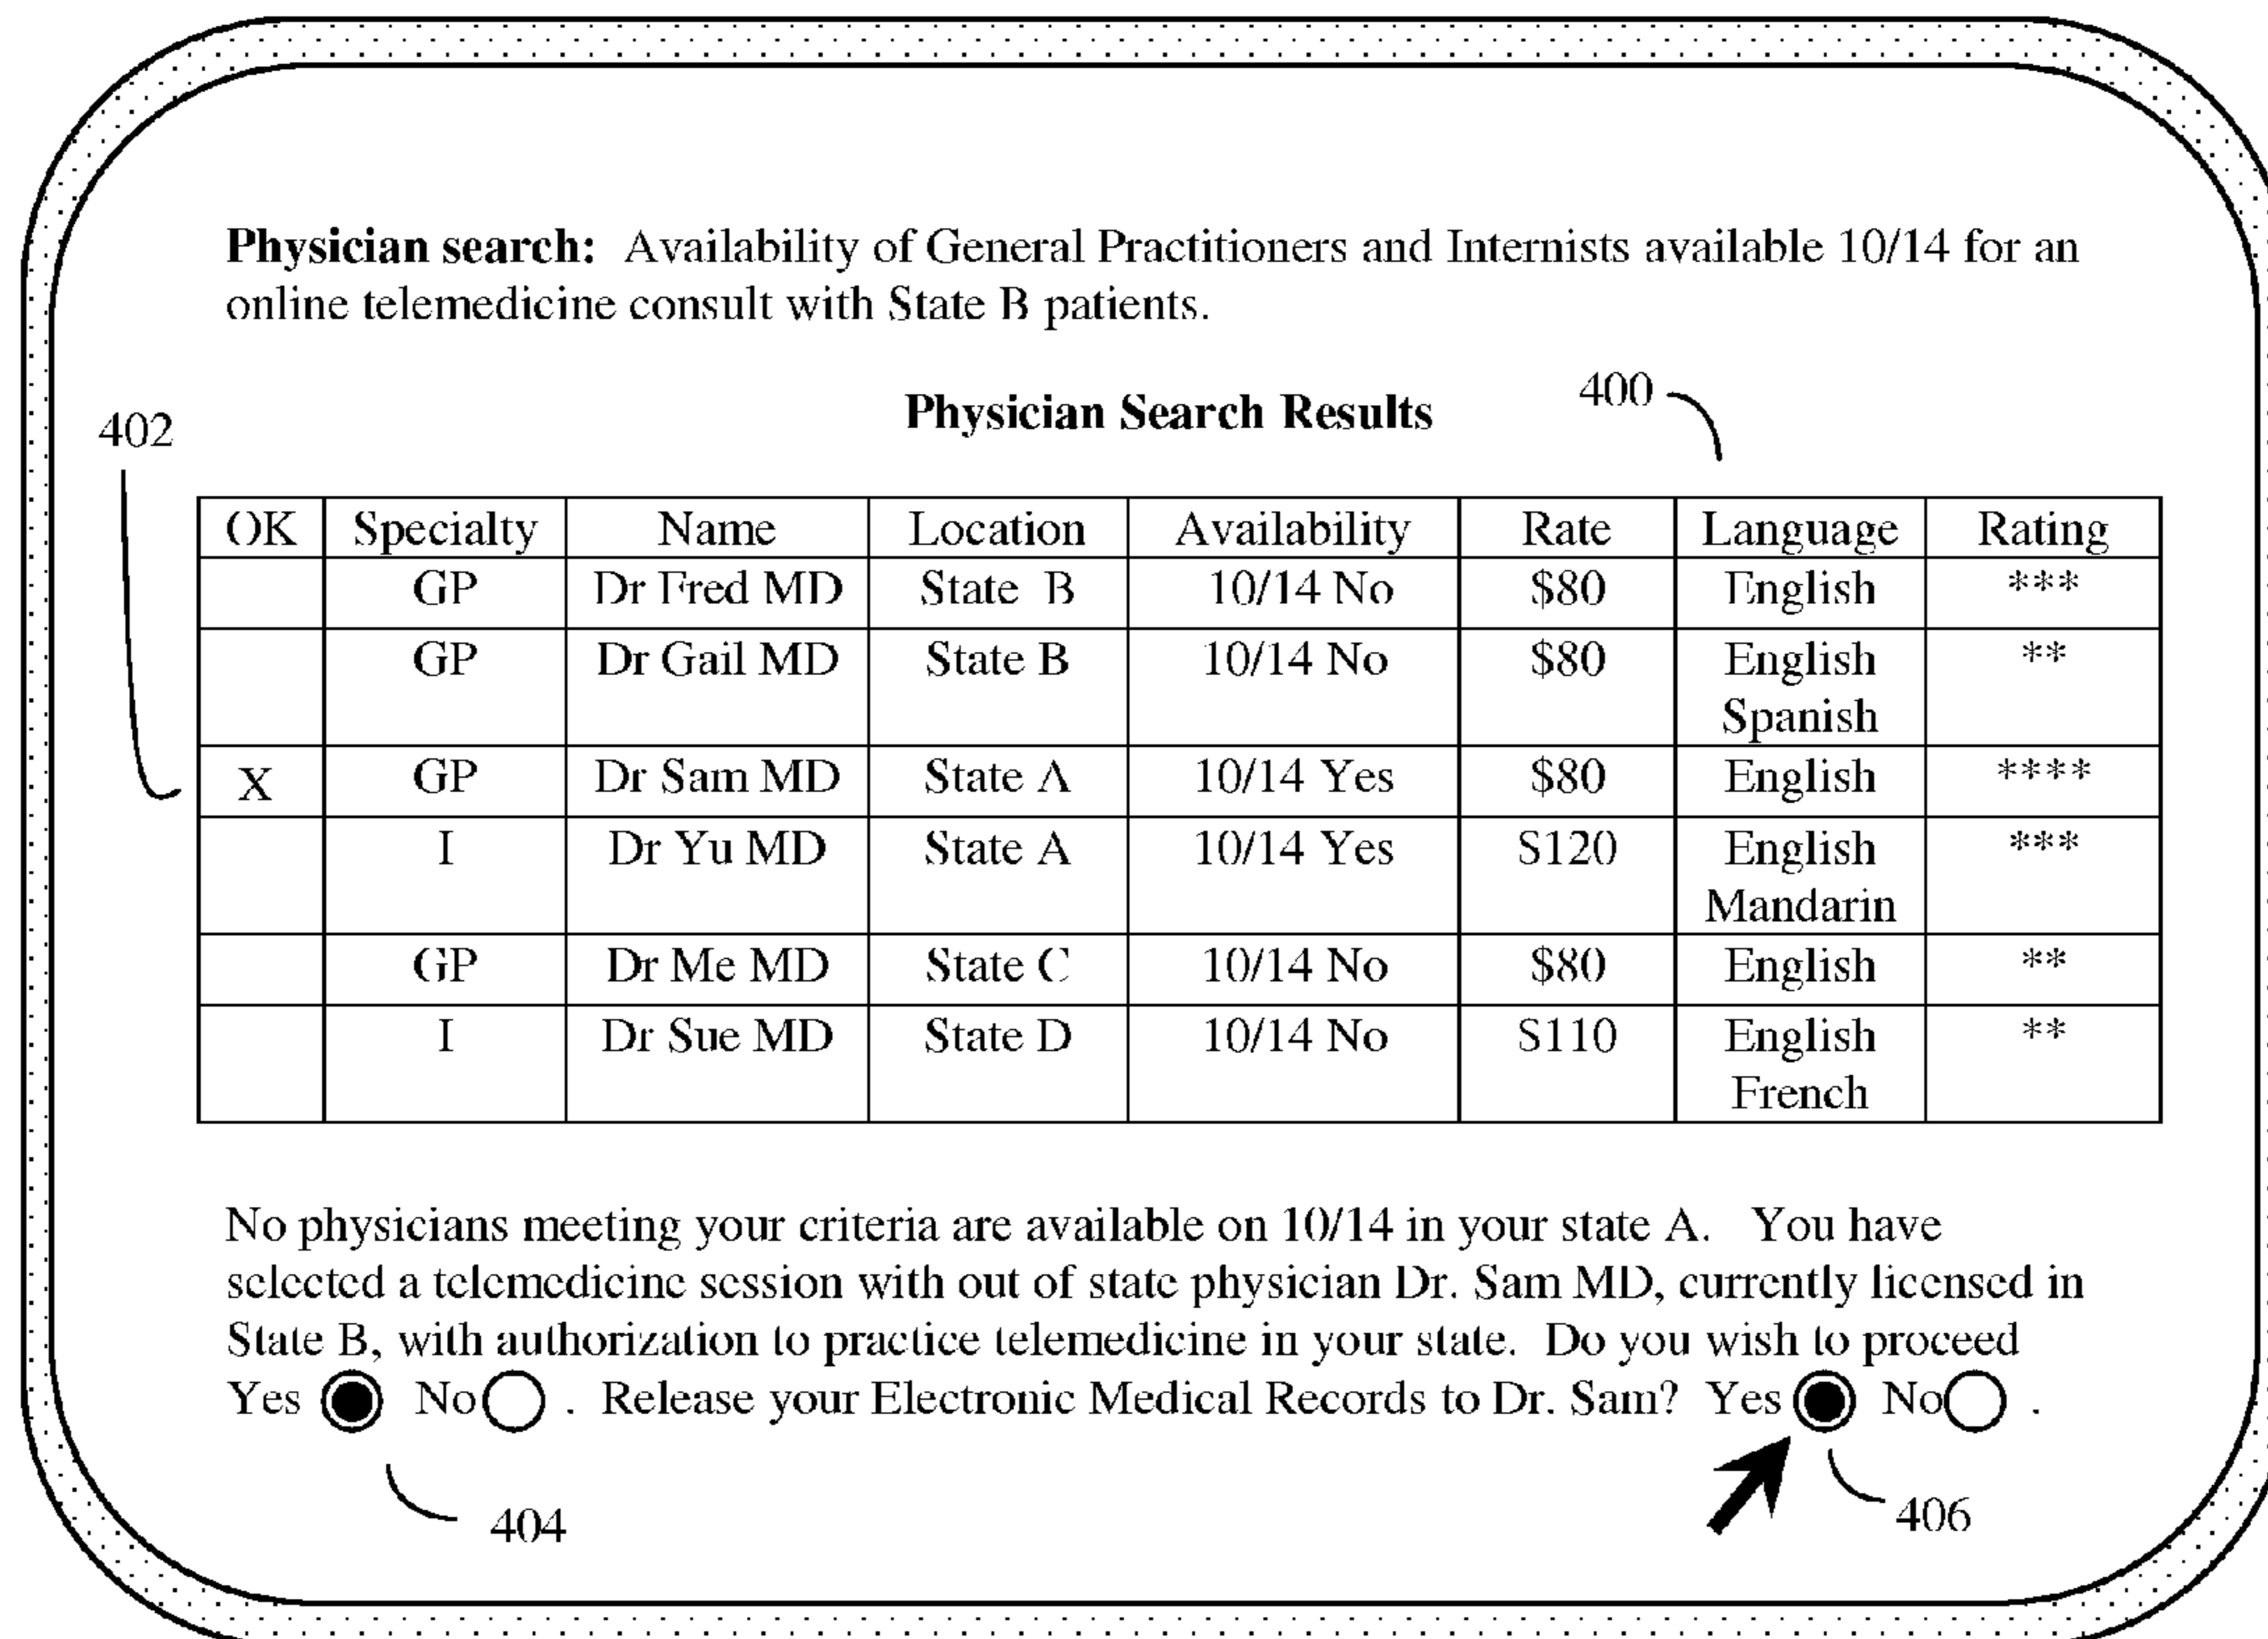 Physician search: Availability of General Practitioners and Internists available 10/14 for an
online telemedicine consult with State B patients.
400
Physician Search Results
402
OK Specialty Name Location Availability Rate Language Rating
GP Dr Fred MD State B 10/14 No $80 English ***
GP Dr Gail MD State B 10/14 No $80 English **
Spanish
X GP Dr Sam MD State A 10/14 Yes $80 English ****
I Dr Yu MD State A 10/14 Yes $120 English ***
Mandarin
GP Dr Me MD State C 10/14 No $80 English **
I Dr Sue MD State D 10/14 No $110 English **
French
No physicians meeting your criteria are available on 10/14 in your state A. You have
selected a telemedicine session with out of state physician Dr. Sam MD, currently licensed in
State B, with authorization to practice telemedicine in your state. Do you wish to proceed
Yes No . Release your Electronic Medical Records to Dr. Sam? Yes No .
404
406